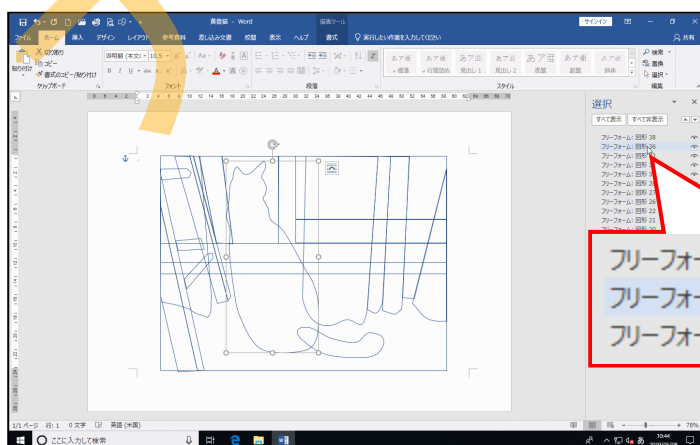 黄昏猫 - Word
描画ツール
サインイン
ファイル ホーム 挿入 デザイン レイアウト 参考資料 差し込み文書 校閲 表示 ヘルプ 書式 実行したい作業を入力してください 共有
貼り付け
切り取り
コピー
書式のコピー/貼り付け
游明朝 (本文(
10.5
検索
置換
選択
標準 行間詰め 見出し 1 見出し 2 表題 副題 斜体
クリップボード フォント 段落 スタイル 編集
選択
すべて表示 すべて非表示
フリーフォーム: 図形 38
フリーフォーム: 図形 36
フリーフォーム: 図形 27
フリーフォーム: 図形 26
フリーフォーム: 図形 22
フリーフォーム: 図形 21
フリーフォー
フリーフォー
フリーフォー
1/1 ページ 行: 1 0 文字 英語 (米国)
78%
ここに入力して検索
あ
10:44